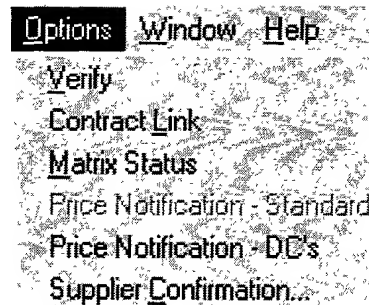 Options Window Help
Verify
Contract Link
Matrix Status
Price Notification - Standard
Price Notification - DC's
Supplier Confirmation...